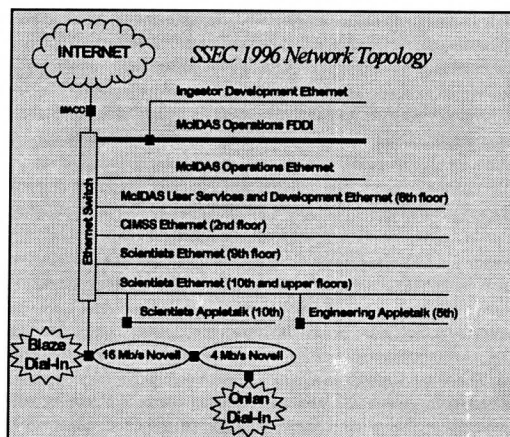 INTERNET
SSEC 1996 Network Topology
MACC
Ingestor Development Ethernet
McIDAS Operations FDDI
McIDAS Operations Ethernet
McIDAS User Services and Development Ethernet (6th floor)
CIMSS Ethernet (2nd floor)
Scientists Ethernet (9th floor)
Scientists Ethernet (10th and upper floors)
Ethernet Switch
Scientists Appletalk (10th)
Engineering Appletalk (5th)
Blaze
Dial-In
16 Mb/s Novell
4 Mb/s Novell
Onlan
Dial-In